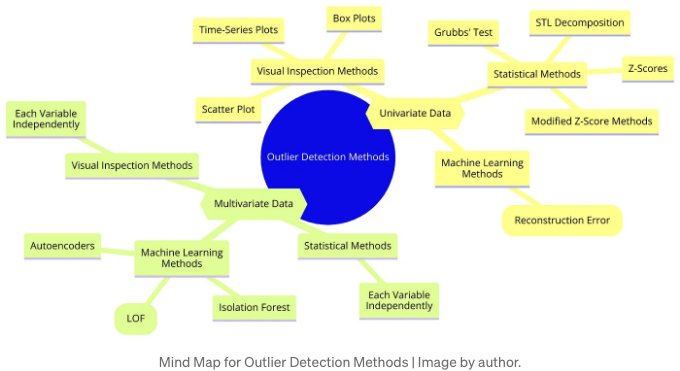 Box Plots
Time-Series Plots
Visual Inspection Methods
Scatter Plot
Grubbs' Test
STL Decomposition
Statistical Methods
Z-Scores
Modified Z-Score Methods
Univariate Data
Machine Learning
Methods
Reconstruction Error
Outlier Detection Methods
Each Variable
Independently
Visual Inspection Methods
Multivariate Data
Autoencoders
Machine Learning
Methods
LOF
Isolation Forest
Statistical Methods
Each Variable
Independently
Mind Map for Outlier Detection Methods | Image by author.